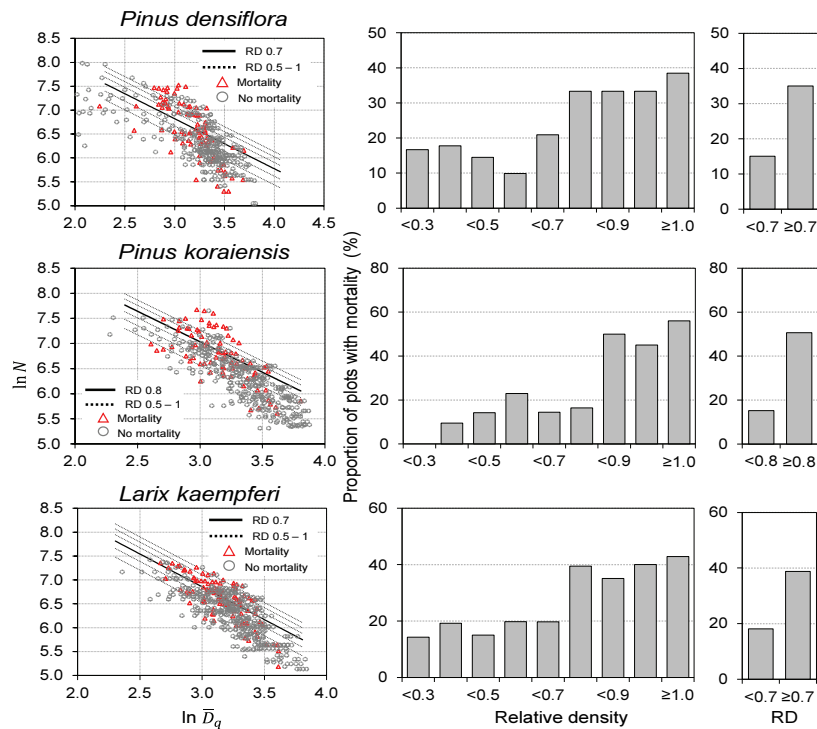 Pinus densiflora
8.5
8.0
7.5
7.0
6.5
6.0
5.5
5.0
2.0 2.5 3.0 3.5 4.0 4.5
RD 0.7
RD 0.5 – 1
Mortality
No mortality
50
40
30
20
10
0
<0.3 <0.5 <0.7 <0.9 ≥1.0
50
40
30
20
10
0
<0.7 ≥0.7
Pinus koraiensis
8.5
8.0
7.5
7.0
6.5
6.0
5.5
5.0
2.0 2.5 3.0 3.5 4.0
RD 0.8
RD 0.5 – 1
Mortality
No mortality
ln N
Proportion of plots with mortality (%)
80
60
40
20
0
<0.3 <0.5 <0.7 <0.9 ≥1.0
80
60
40
20
0
<0.8 ≥0.8
Larix kaempferi
8.5
8.0
7.5
7.0
6.5
6.0
5.5
5.0
2.0 2.5 3.0 3.5 4.0
RD 0.7
RD 0.5 – 1
Mortality
No mortality
ln D̅q
60
40
20
0
<0.3 <0.5 <0.7 <0.9 ≥1.0
Relative density
60
40
20
0
<0.7 ≥0.7
RD